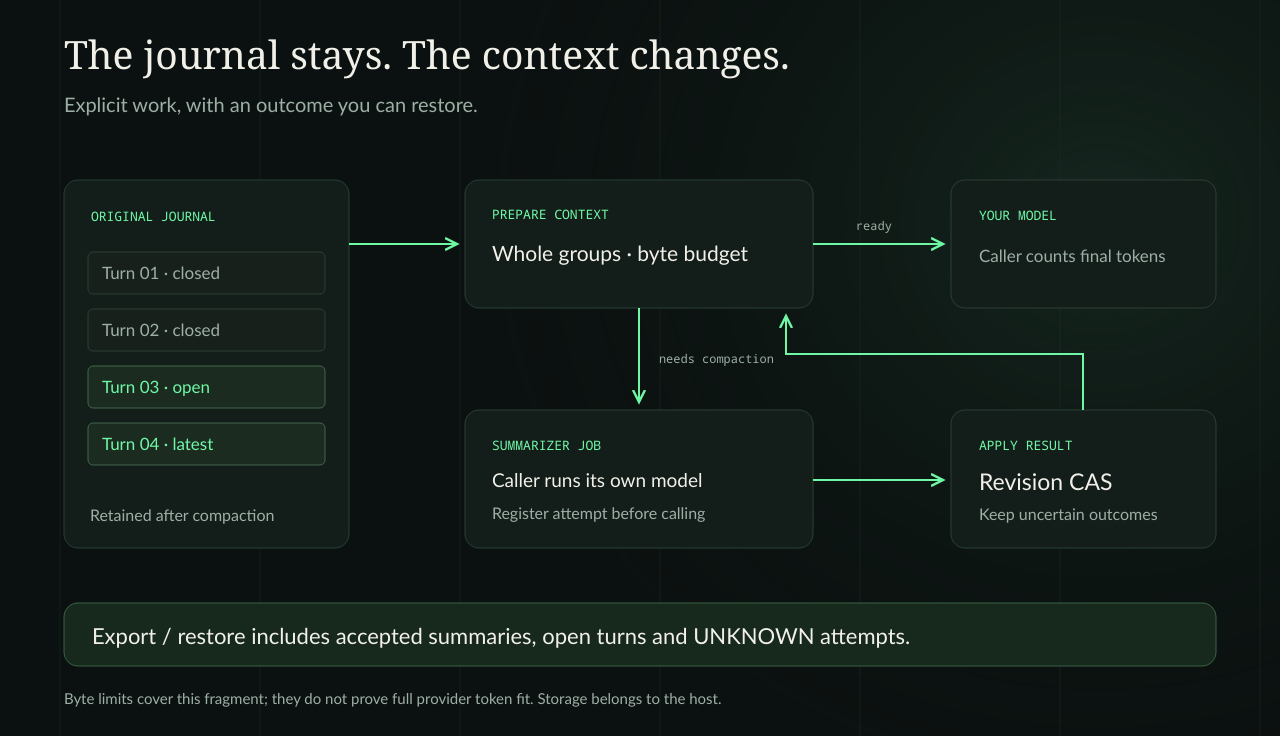 The journal stays. The context changes.
Explicit work, with an outcome you can restore.
ORIGINAL JOURNAL
Turn 01 · closed
Turn 02 · closed
Turn 03 · open
Turn 04 · latest
Retained after compaction
PREPARE CONTEXT
Whole groups · byte budget
ready
YOUR MODEL
Caller counts final tokens
needs compaction
SUMMARIZER JOB
Caller runs its own model
Register attempt before calling
APPLY RESULT
Revision CAS
Keep uncertain outcomes
Export / restore includes accepted summaries, open turns and UNKNOWN attempts.
Byte limits cover this fragment; they do not prove full provider token fit. Storage belongs to the host.